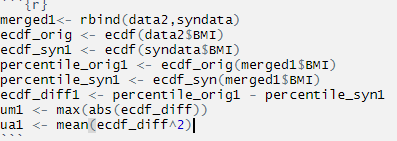 ```{r}
merged1<- rbind(data2,syndata)
ecdf_orig <- ecdf(data2$BMI)
ecdf_syn1 <- ecdf(syndata$BMI)
percentile_orig1 <- ecdf_orig(merged1$BMI)
percentile_syn1 <- ecdf_syn(merged1$BMI)
ecdf_diff1 <- percentile_orig1 - percentile_syn1
um1 <- max(abs(ecdf_diff))
ua1 <- mean(ecdf_diff^2)
```